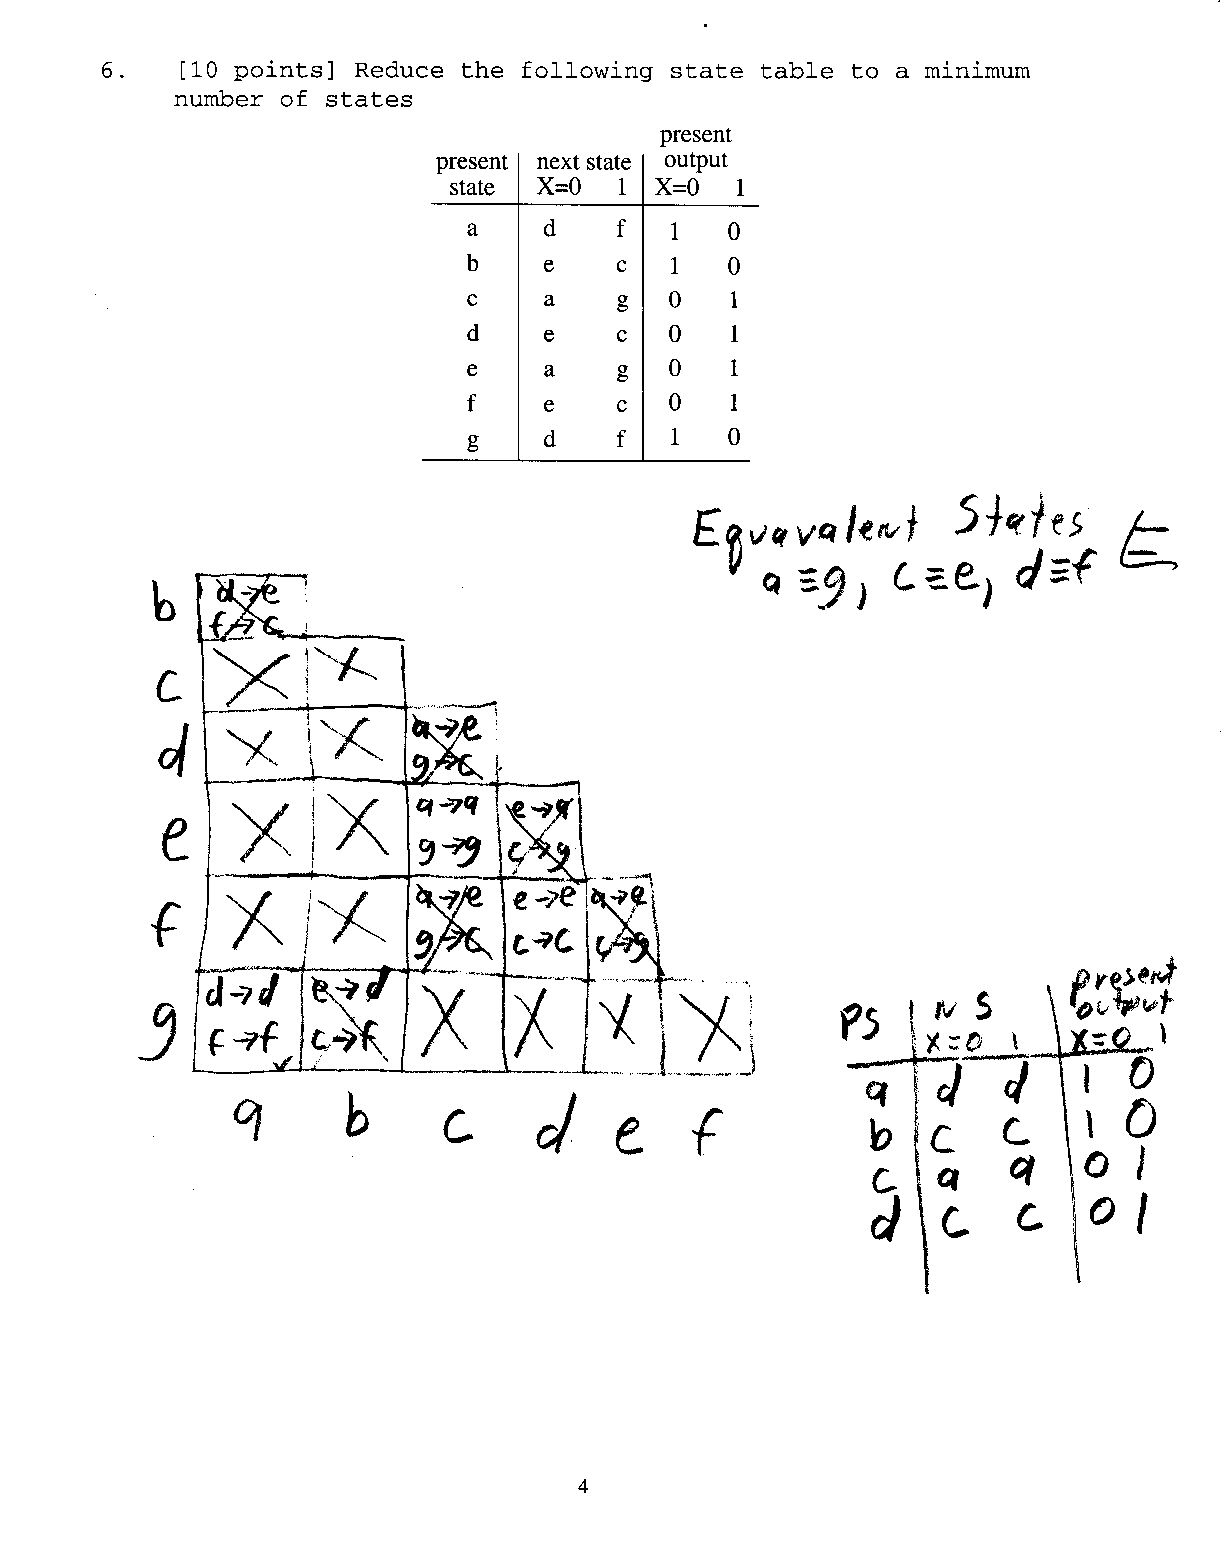 6. [10 points] Reduce the following state table to a minimum
number of states
present
present next state output
state X=0 1 X=0 1
a d f 1 0
b e c 1 0
c a g 0 1
d e c 0 1
e a g 0 1
f e c 0 1
g d f 1 0
Equavalent States E
a≡g, c≡e, d≡f
b d→e
f→c
c
d a→e
g→c
e a→a e→a
g→g c→g
f a→e e→e a→e
g→c c→c c→g
g d→d e→d
f→f c→f
a b c d e f
present
PS NS output
X=0 1 X=0 1
a d d 1 0
b c c 1 0
c a a 0 1
d c c 0 1
4